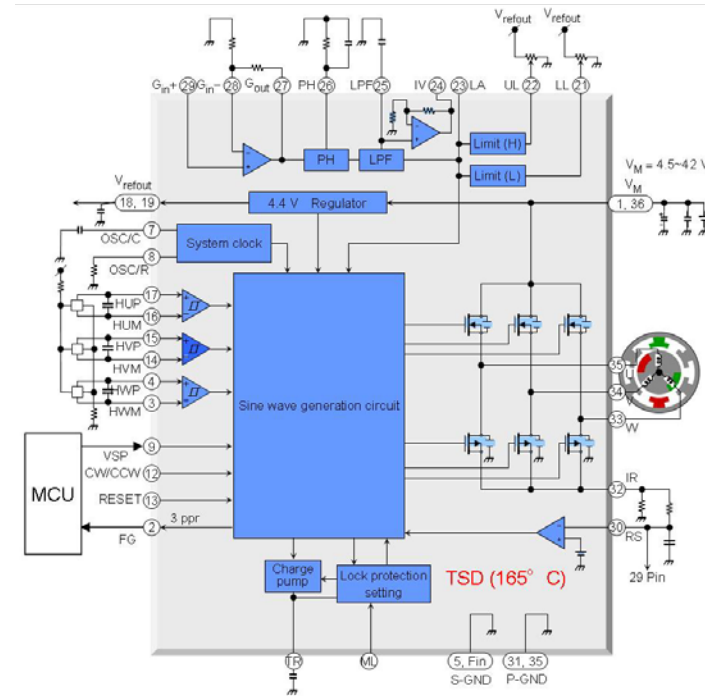 Vrefout Vrefout
Gin+ 29 Gin− 28 Gout 27 PH 26 LPF 25 IV 24 23 LA UL 22 LL 21
Limit (H)
PH LPF
Limit (L)
VM = 4.5~42 V
Vrefout VM
18, 19 4.4 V Regulator 1, 36
7
OSC/C System clock
8
OSC/R
17
HUP
16
HUM
15
HVP
35
14
HVM U
4 34
HWP V
3 33
HWM Sine wave generation circuit W
9
VSP
MCU 12 32 IR
CW/CCW
RESET 13
3 ppr 30
2 RS
FG
Charge
pump Lock protection
setting TSD (165° C) 29 Pin
TR ML 5, Fin 31, 35
S-GND P-GND